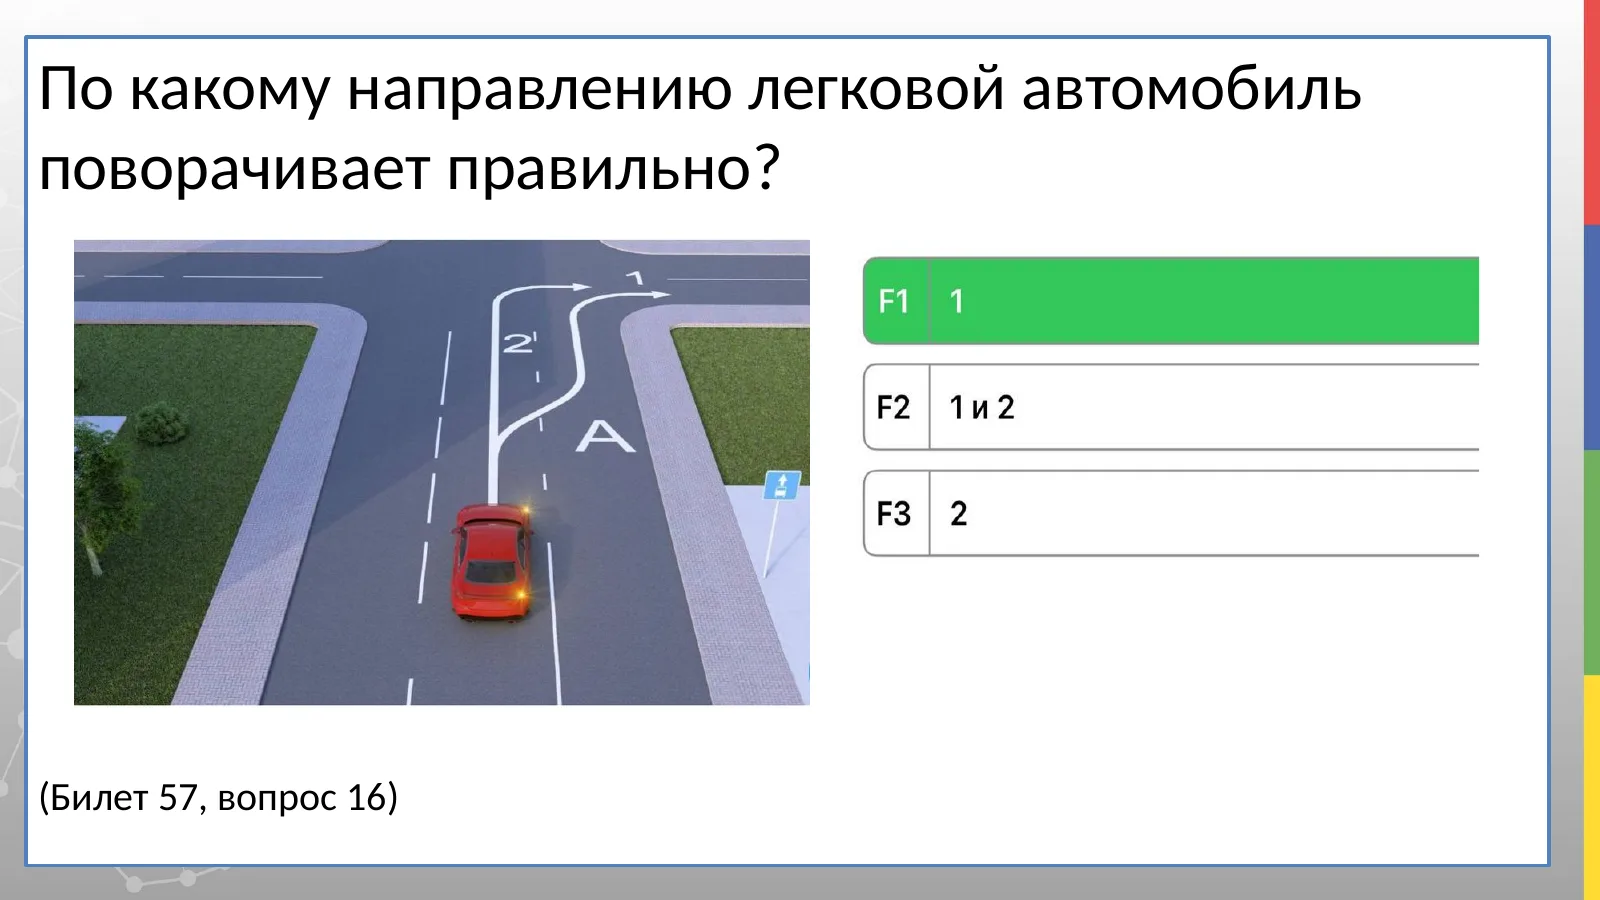 По какому направлению легковой автомобиль
поворачивает правильно?
1
2
A
F1 1
F2 1 и 2
F3 2
(Билет 57, вопрос 16)